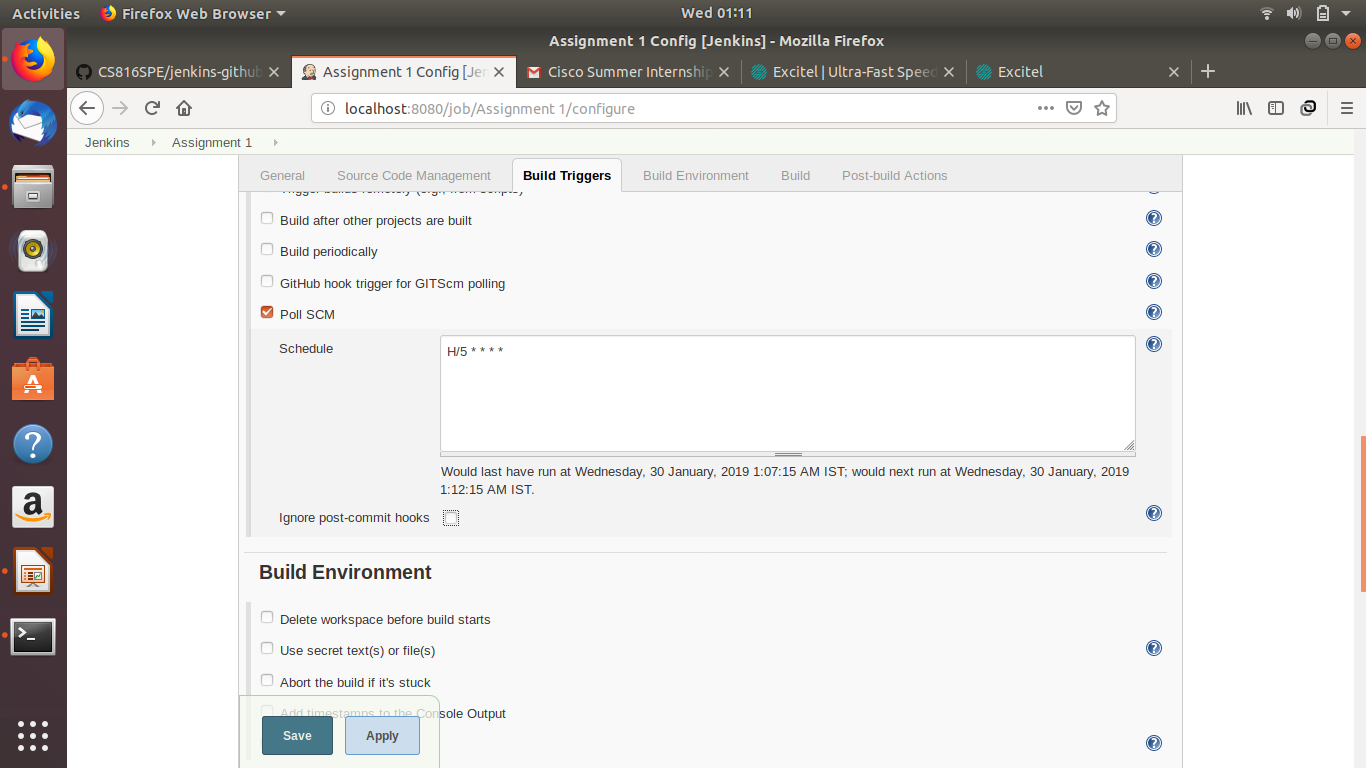 Activities Firefox Web Browser Wed 01:11
Assignment 1 Config [Jenkins] - Mozilla Firefox
CS816SPE/jenkins-github Assignment 1 Config [Jen Cisco Summer Internship Excitel | Ultra-Fast Speed Excitel
localhost:8080/job/Assignment 1/configure
Jenkins Assignment 1
General Source Code Management Build Triggers Build Environment Build Post-build Actions
Trigger builds remotely (e.g., from scripts)
Build after other projects are built
Build periodically
GitHub hook trigger for GITScm polling
Poll SCM
Schedule
H/5 * * * *
Would last have run at Wednesday, 30 January, 2019 1:07:15 AM IST; would next run at Wednesday, 30 January, 2019
1:12:15 AM IST.
Ignore post-commit hooks
Build Environment
Delete workspace before build starts
Use secret text(s) or file(s)
Abort the build if it's stuck
Add timestamps to the Console Output
Save Apply